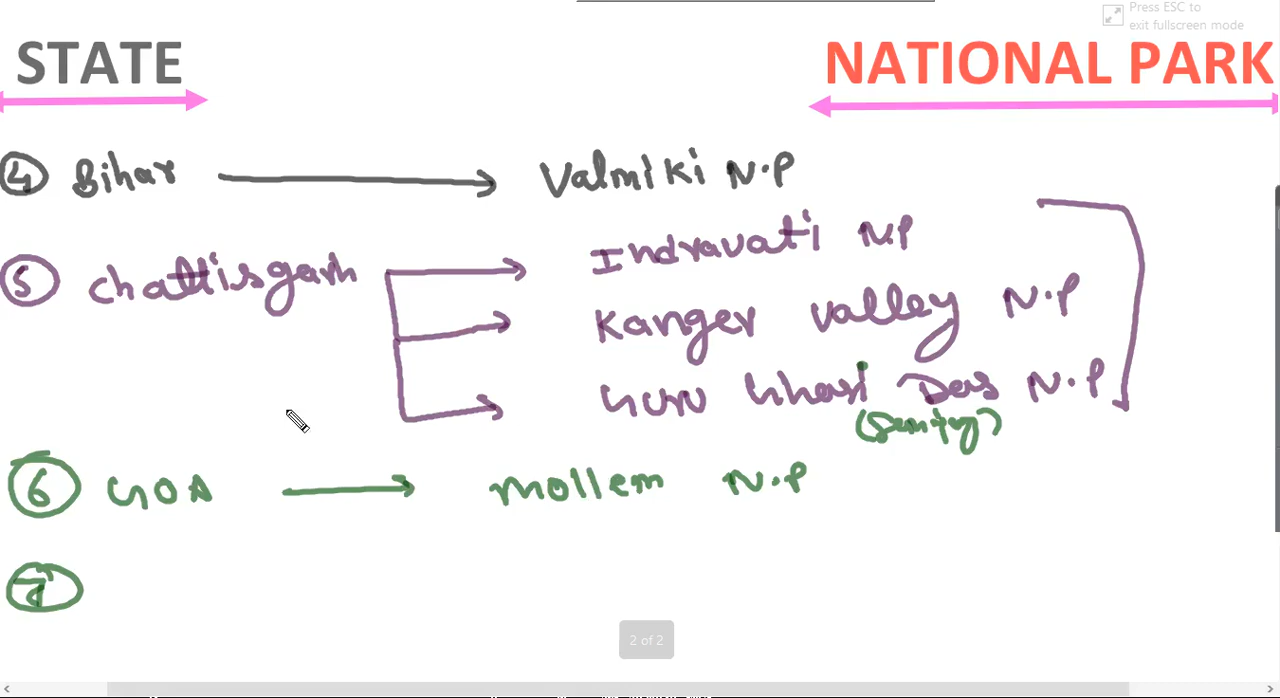 Press ESC to
exit fullscreen mode
STATE NATIONAL PARK
4 Bihar Valmiki N.P
5 Chattisgarh Indravati N.P
Kanger valley N.P
Guru Ghasi Das N.P
6 GOA Mollem N.P
7
2 of 2